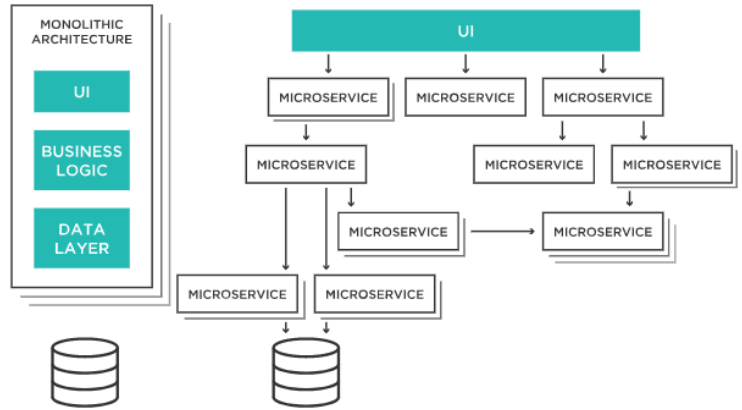 MONOLITHIC
ARCHITECTURE
UI
BUSINESS
LOGIC
DATA
LAYER
UI
MICROSERVICE
MICROSERVICE
MICROSERVICE
MICROSERVICE
MICROSERVICE
MICROSERVICE
MICROSERVICE
MICROSERVICE
MICROSERVICE
MICROSERVICE